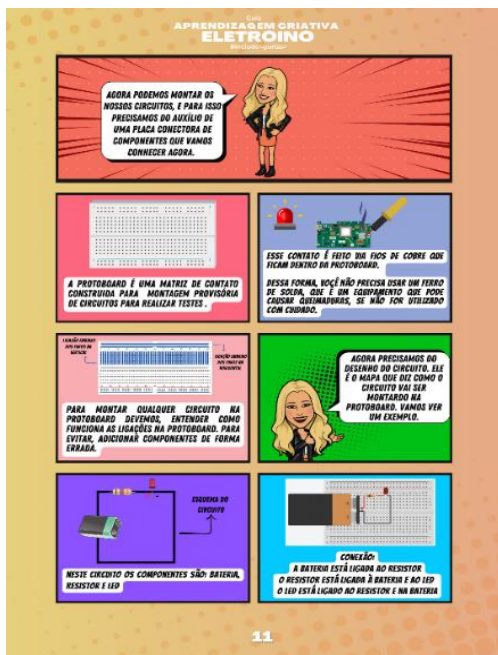 Guia
APRENDIZAGEM CRIATIVA
ELETROINO
AGORA PODEMOS MONTAR OS
NOSSOS CIRCUITOS, E PARA ISSO
PRECISAMOS DO AUXÍLIO DE
UMA PLACA CONECTORA DE
COMPONENTES QUE VAMOS
CONHECER AGORA.
A PROTOBOARD É UMA MATRIZ DE CONTATO
CONSTRUIDA PARA MONTAGEM PROVISÓRIA
DE CIRCUITOS PARA REALIZAR TESTES .
ESSE CONTATO É FEITO VIA FIOS DE COBRE QUE
FICAM DENTRO DA PROTOBOARD.
DESSA FORMA, VOCÊ NÃO PRECISA USAR UM FERRO
DE SOLDA, QUE É UM EQUIPAMENTO QUE PODE
CAUSAR QUEIMADURAS, SE NÃO FOR UTILIZADO
COM CUIDADO.
PARA MONTAR QUALQUER CIRCUITO NA
PROTOBOARD DEVEMOS, ENTENDER COMO
FUNCIONA AS LIGAÇÕES NA PROTOBOARD. PARA
EVITAR, ADICIONAR COMPONENTES DE FORMA
ERRADA.
AGORA PRECISAMOS DO
DESENHO DO CIRCUITO. ELE
É O MAPA QUE DIZ COMO O
CIRCUITO VAI SER
MONTARDO NA
PROTOBOARD. VAMOS VER
UM EXEMPLO.
ESQUEMA DO
CIRCUITO
NESTE CIRCUITO OS COMPONENTES SÃO: BATERIA,
RESISTOR E LED
CONEXÃO:
A BATERIA ESTÁ LIGADA AO RESISTOR
O RESISTOR ESTÁ LIGADA À BATERIA E AO LED
O LED ESTÁ LIGADO AO RESISTOR E NA BATERIA
11